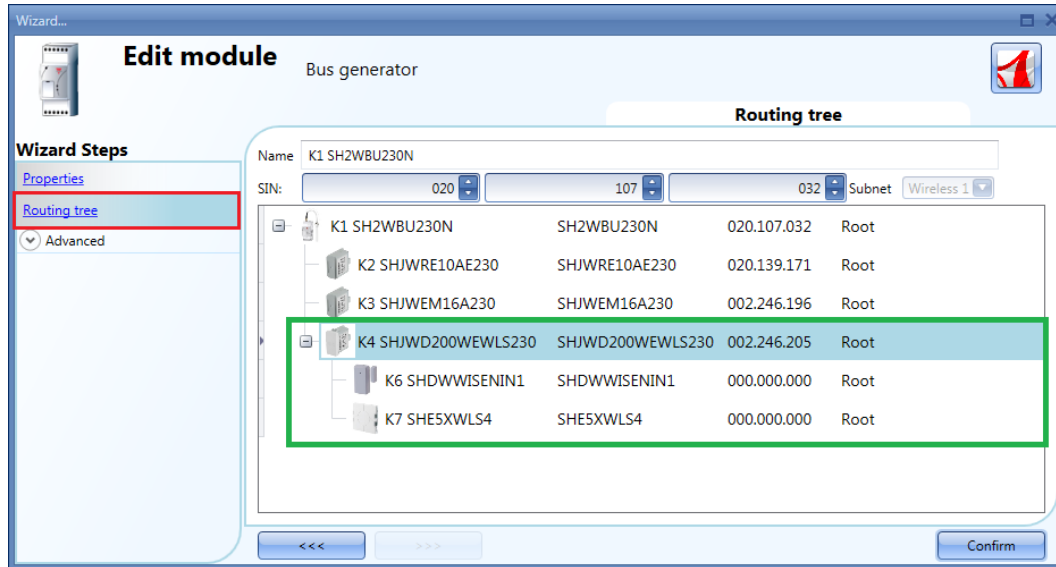 Wizard...
Edit module
Bus generator
Routing tree
Wizard Steps
Properties
Routing tree
Advanced
Name K1 SH2WBU230N
SIN: 020 107 032 Subnet Wireless 1
K1 SH2WBU230N SH2WBU230N 020.107.032 Root
K2 SHJWRE10AE230 SHJWRE10AE230 020.139.171 Root
K3 SHJWEM16A230 SHJWEM16A230 002.246.196 Root
K4 SHJWD200WEWLS230 SHJWD200WEWLS230 002.246.205 Root
K6 SHDWWISENIN1 SHDWWISENIN1 000.000.000 Root
K7 SHE5XWLS4 SHE5XWLS4 000.000.000 Root
<<< >>> Confirm